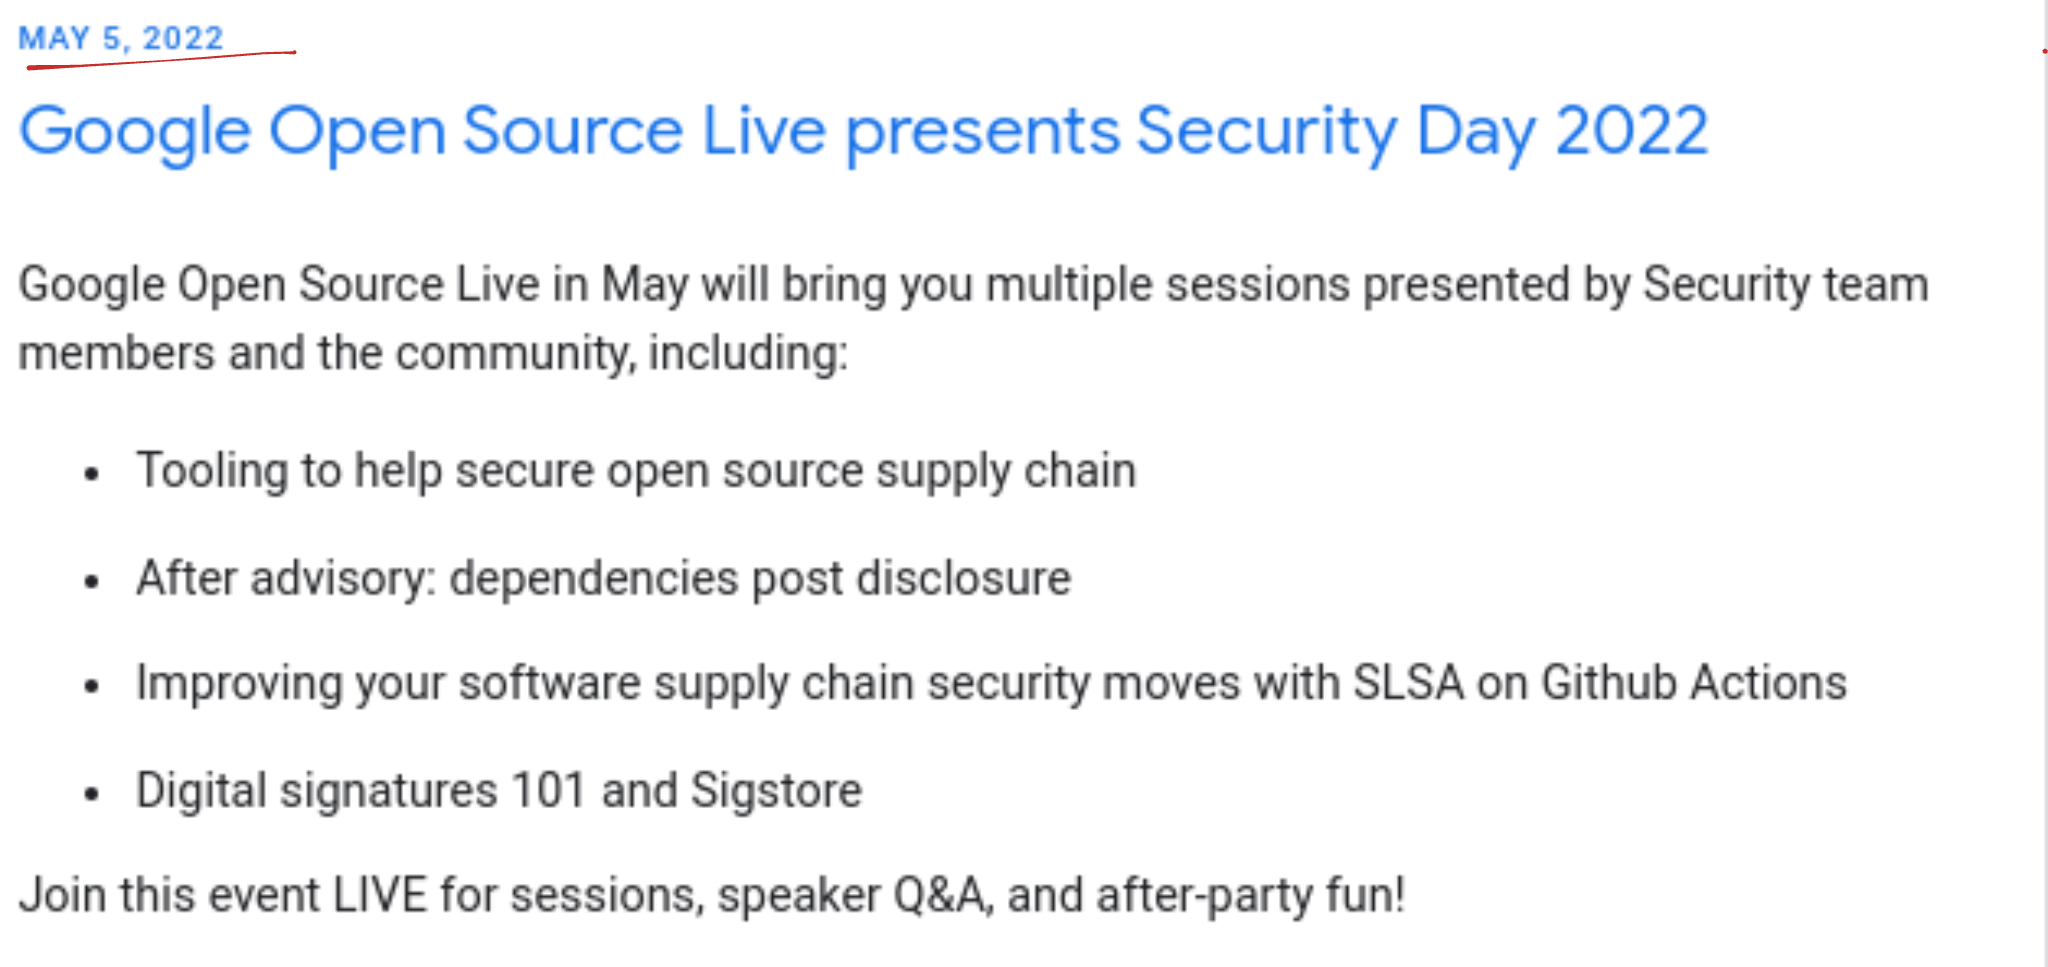 MAY 5, 2022
Google Open Source Live presents Security Day 2022
Google Open Source Live in May will bring you multiple sessions presented by Security team
members and the community, including:
• Tooling to help secure open source supply chain
• After advisory: dependencies post disclosure
• Improving your software supply chain security moves with SLSA on Github Actions
• Digital signatures 101 and Sigstore
Join this event LIVE for sessions, speaker Q&A, and after-party fun!